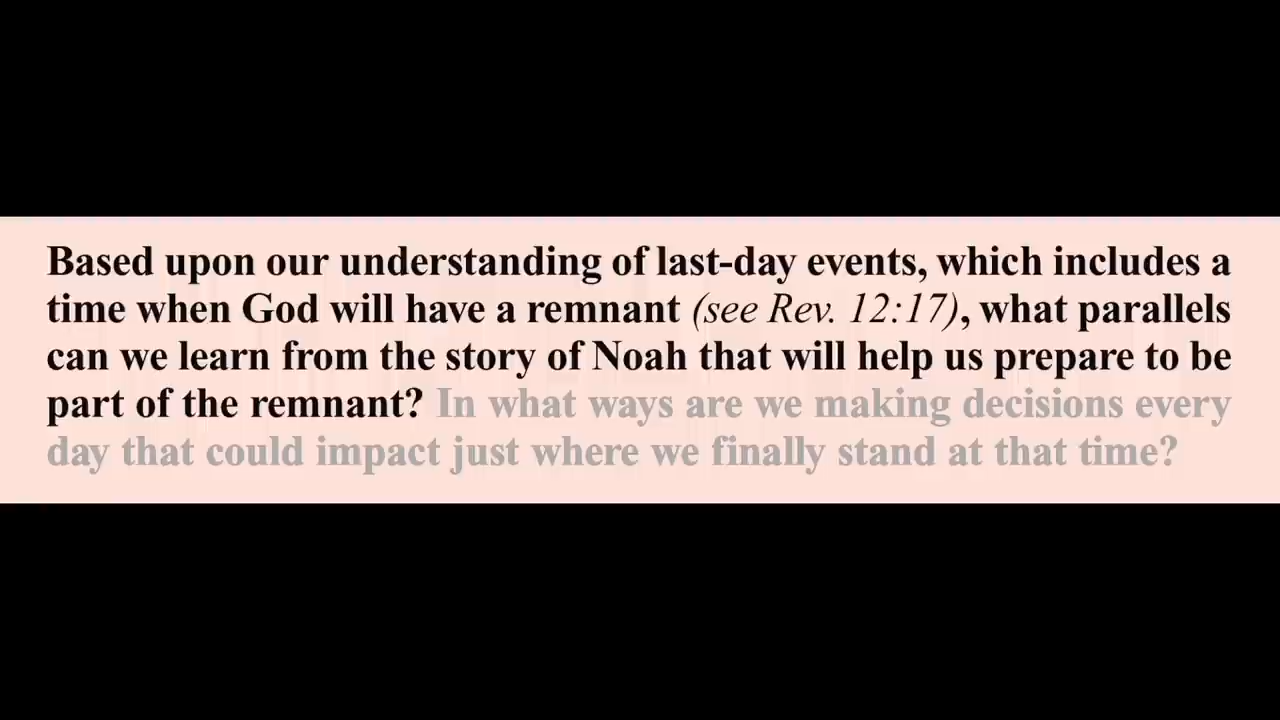 Based upon our understanding of last-day events, which includes a
time when God will have a remnant (see Rev. 12:17), what parallels
can we learn from the story of Noah that will help us prepare to be
part of the remnant? In what ways are we making decisions every
day that could impact just where we finally stand at that time?